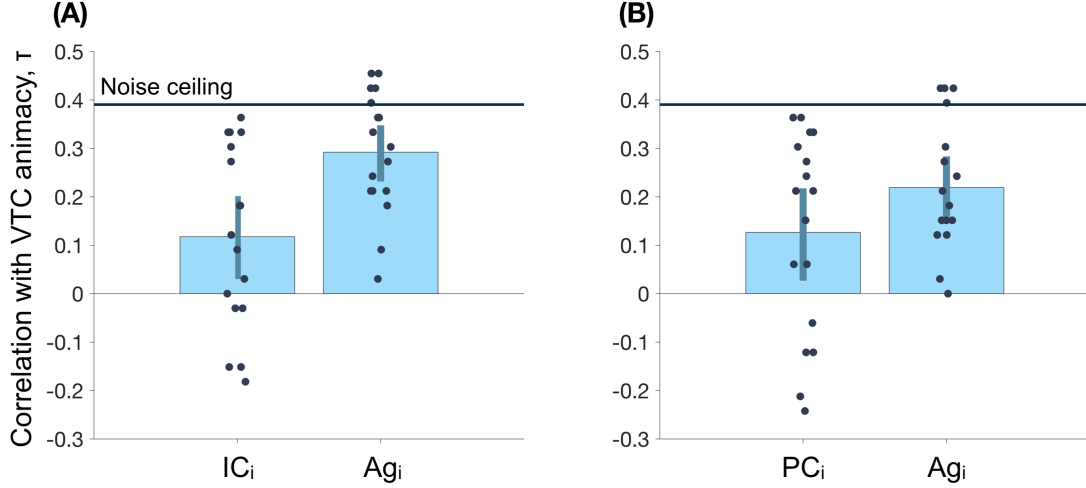 (A)
(B)
Correlation with VTC animacy, τ
0.5
0.4
0.3
0.2
0.1
0
-0.1
-0.2
-0.3
Noise ceiling
ICᵢ
Agᵢ
0.5
0.4
0.3
0.2
0.1
0
-0.1
-0.2
-0.3
PCᵢ
Agᵢ